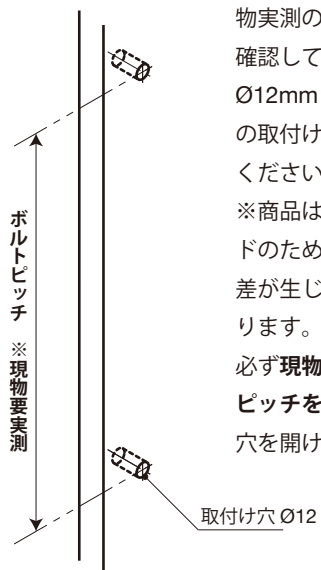 物実測の
確認して
Ø12mm
の取付け
ください
※商品は
ドのため
差が生じ
ります。
必ず現物
ピッチを
穴を開け
ボルトピッチ ※現物要実測
取付け穴 Ø12